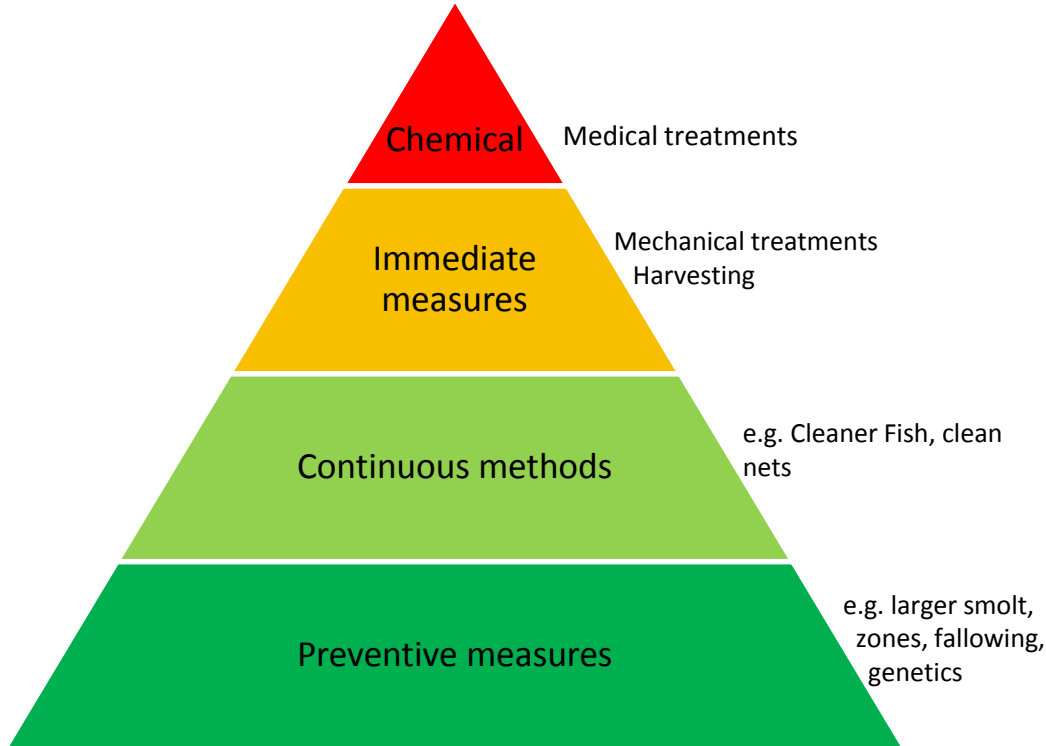 Chemical
Medical treatments
Immediate
measures
Mechanical treatments
Harvesting
Continuous methods
e.g. Cleaner Fish, clean
nets
Preventive measures
e.g. larger smolt,
zones, fallowing,
genetics